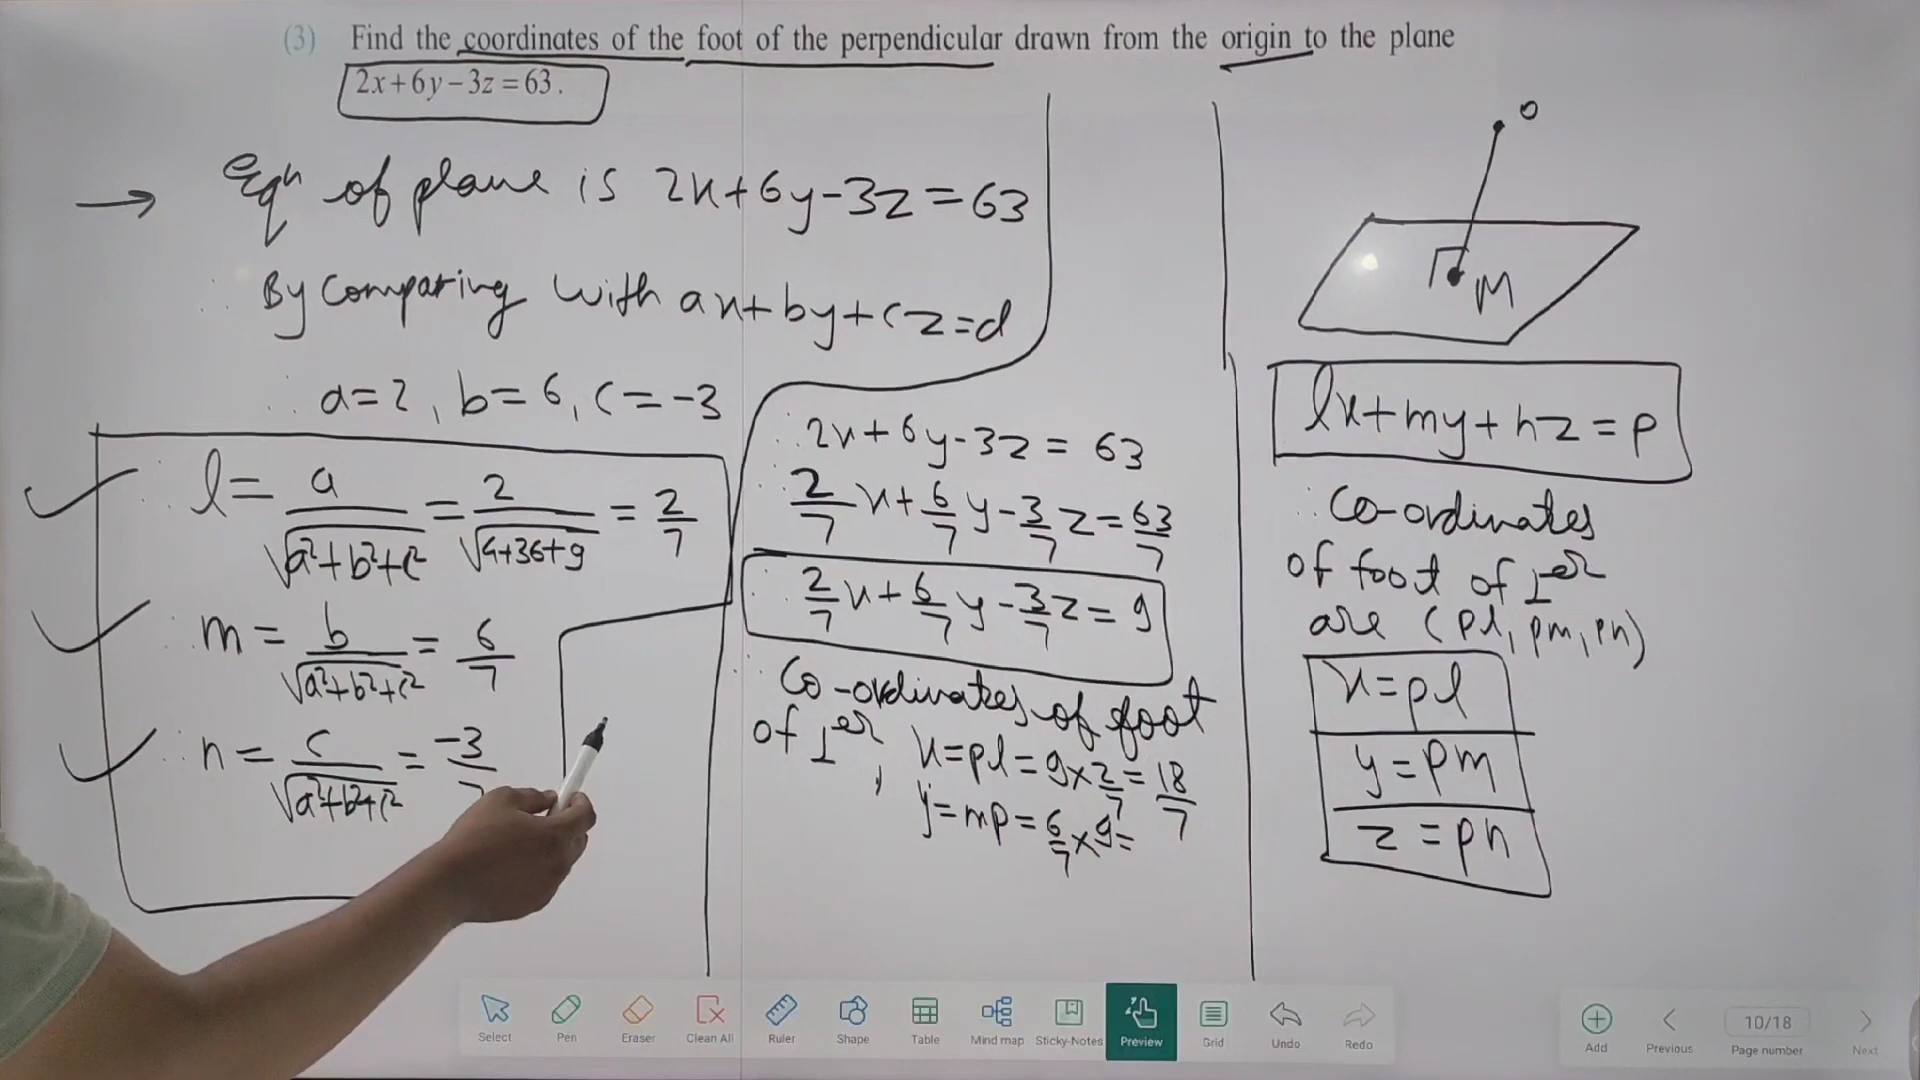 (3) Find the coordinates of the foot of the perpendicular drawn from the origin to the plane
2x+6y−3z=63.
→ Eqn of plane is 2x+6y-3z=63
∴ By Comparing with ax+by+cz=d
∴ a=2, b=6, c=-3
∴ l = a/√a²+b²+c² = 2/√4+36+9 = 2/7
∴ m = b/√a²+b²+c² = 6/7
∴ n = c/√a²+b²+c² = -3/7
∴ 2x+6y-3z = 63
∴ 2/7 x + 6/7 y - 3/7 z = 63/7
∴ 2/7 x + 6/7 y - 3/7 z = 9
∴ Co-ordinates of foot
of ⊥er, x=pl=9×2/7=18/7
y=mp=6/7×9=
O
M
lx+my+nz=p
∴ Co-ordinates
of foot of ⊥er
are (pl, pm, pn)
x=pl
y=pm
z=pn
Select Pen Eraser Clean All Ruler Shape Table Mind map Sticky-Notes Preview Grid Undo Redo
Add Previous 10/18 Page number Next